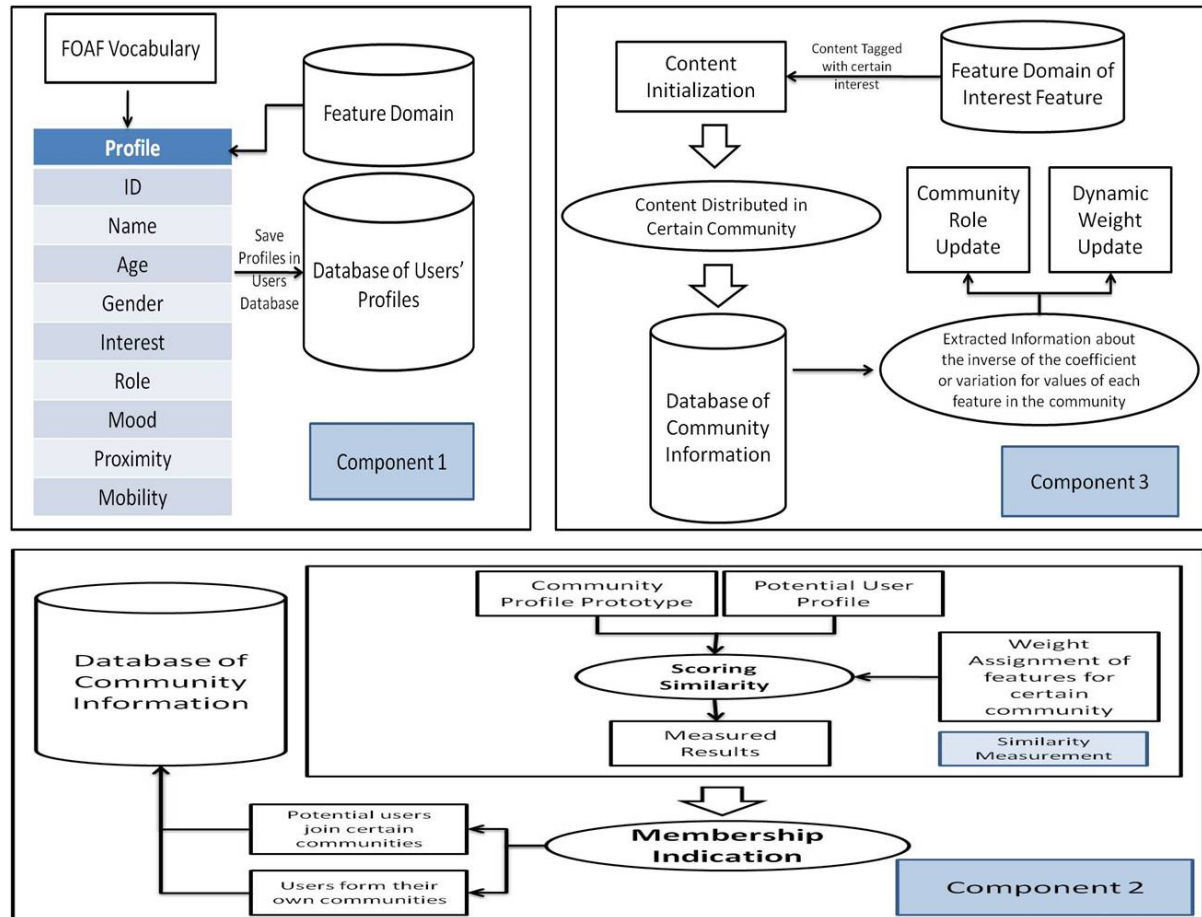 FOAF Vocabulary
Feature Domain
Profile
ID
Name
Age
Gender
Interest
Role
Mood
Proximity
Mobility
Save
Profiles in
Users
Database
Database of Users’
Profiles
Component 1
Content
Initialization
Content Tagged
with certain
interest
Feature Domain of
Interest Feature
Content Distributed in
Certain Community
Community
Role
Update
Dynamic
Weight
Update
Database of
Community
Information
Extracted Information about
the inverse of the coefficient
or variation for values of each
feature in the community
Component 3
Database of
Community
Information
Community
Profile Prototype
Potential User
Profile
Scoring
Similarity
Weight
Assignment of
features for
certain
community
Measured
Results
Similarity
Measurement
Potential users
join certain
communities
Membership
Indication
Users form their
own communities
Component 2